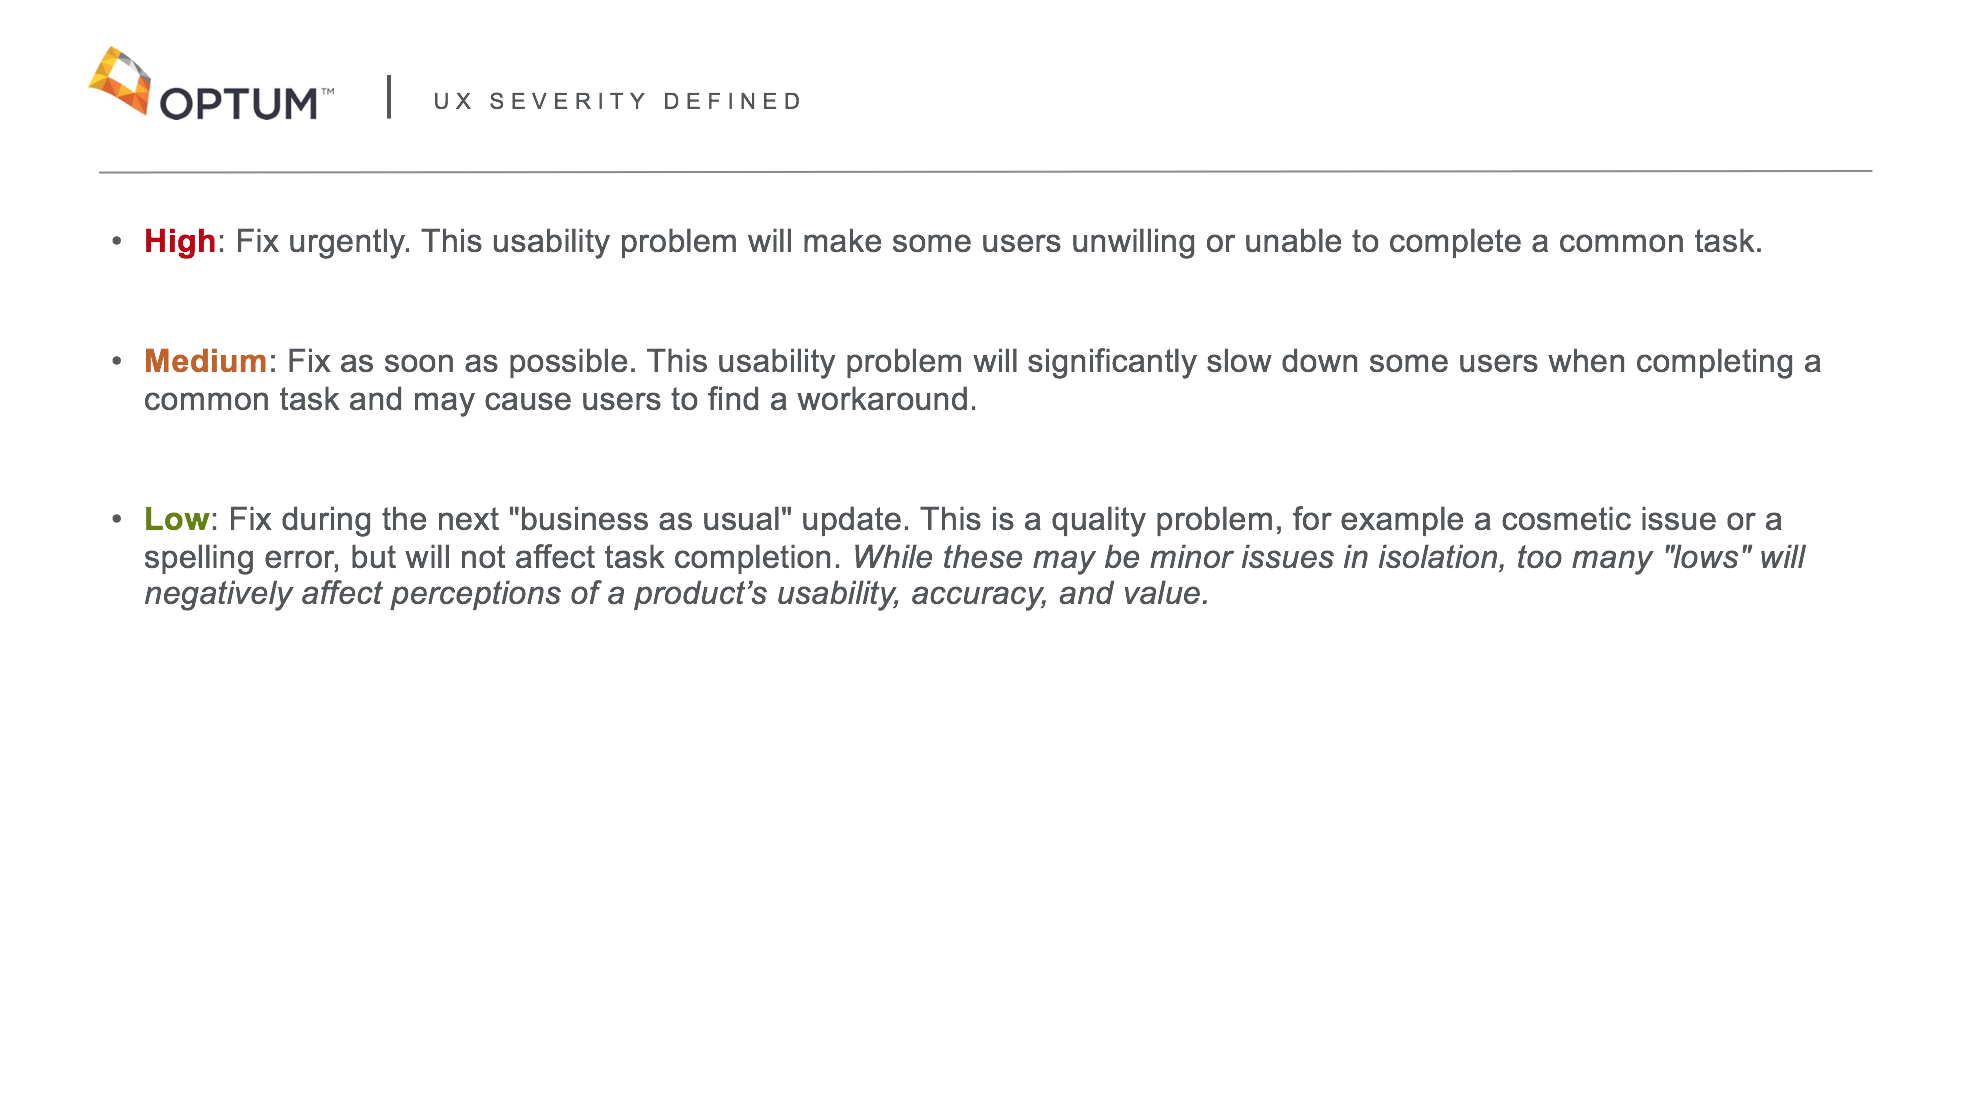 OPTUM™ | UX SEVERITY DEFINED
• High: Fix urgently. This usability problem will make some users unwilling or unable to complete a common task.
• Medium: Fix as soon as possible. This usability problem will significantly slow down some users when completing a
common task and may cause users to find a workaround.
• Low: Fix during the next "business as usual" update. This is a quality problem, for example a cosmetic issue or a
spelling error, but will not affect task completion. While these may be minor issues in isolation, too many "lows" will
negatively affect perceptions of a product’s usability, accuracy, and value.